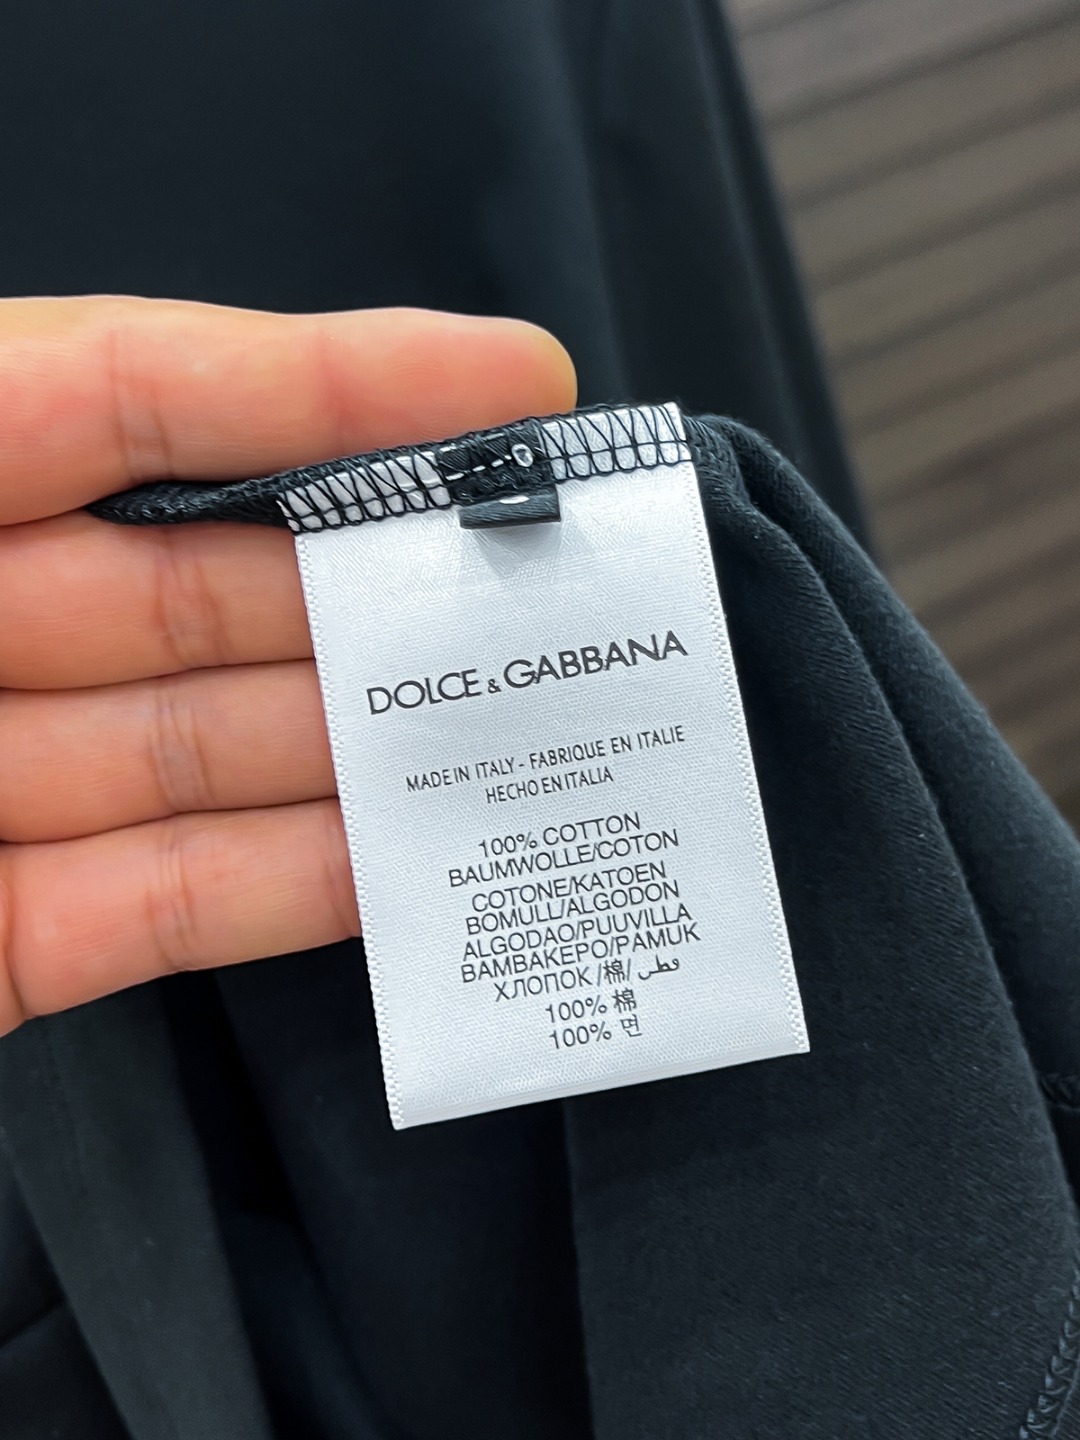 DOLCE & GABBANA
MADE IN ITALY - FABRIQUE EN ITALIE
HECHO EN ITALIA
100% COTTON
BAUMWOLLE/COTON
COTONE/KATOEN
BOMULL/ALGODON
ALGODAO/PUUVILLA
BAMBAKEPO/PAMUK
ХЛОПОК /棉/ قطن
100% 棉
100% 면